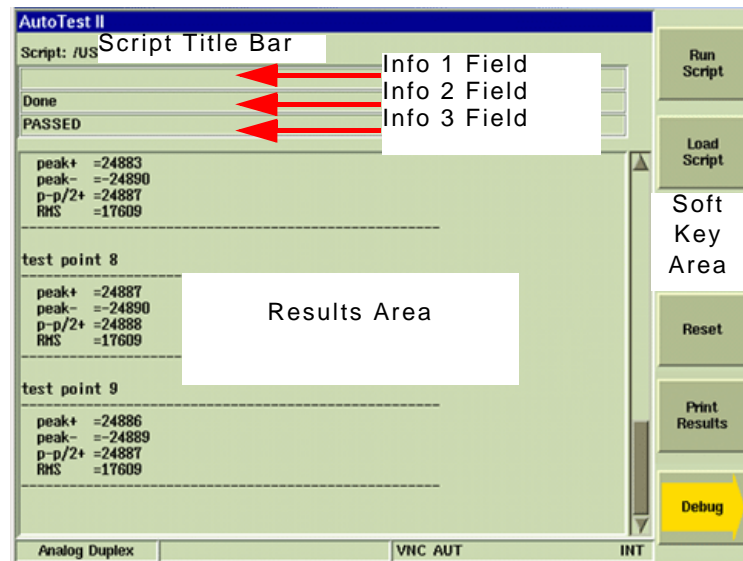 AutoTest II
Script: /US
Script Title Bar
Info 1 Field
Info 2 Field
Info 3 Field
Done
PASSED
peak+ =24883
peak- =-24890
p-p/2+ =24887
RMS =17609
------------------------------------------------------------
test point 8
------------------------------------------------------------
peak+ =24887
peak- =-24890
p-p/2+ =24888
RMS =17609
------------------------------------------------------------
test point 9
------------------------------------------------------------
peak+ =24886
peak- =-24889
p-p/2+ =24887
RMS =17609
------------------------------------------------------------
Results Area
Analog Duplex
VNC AUT
INT
Run
Script
Load
Script
Soft
Key
Area
Reset
Print
Results
Debug